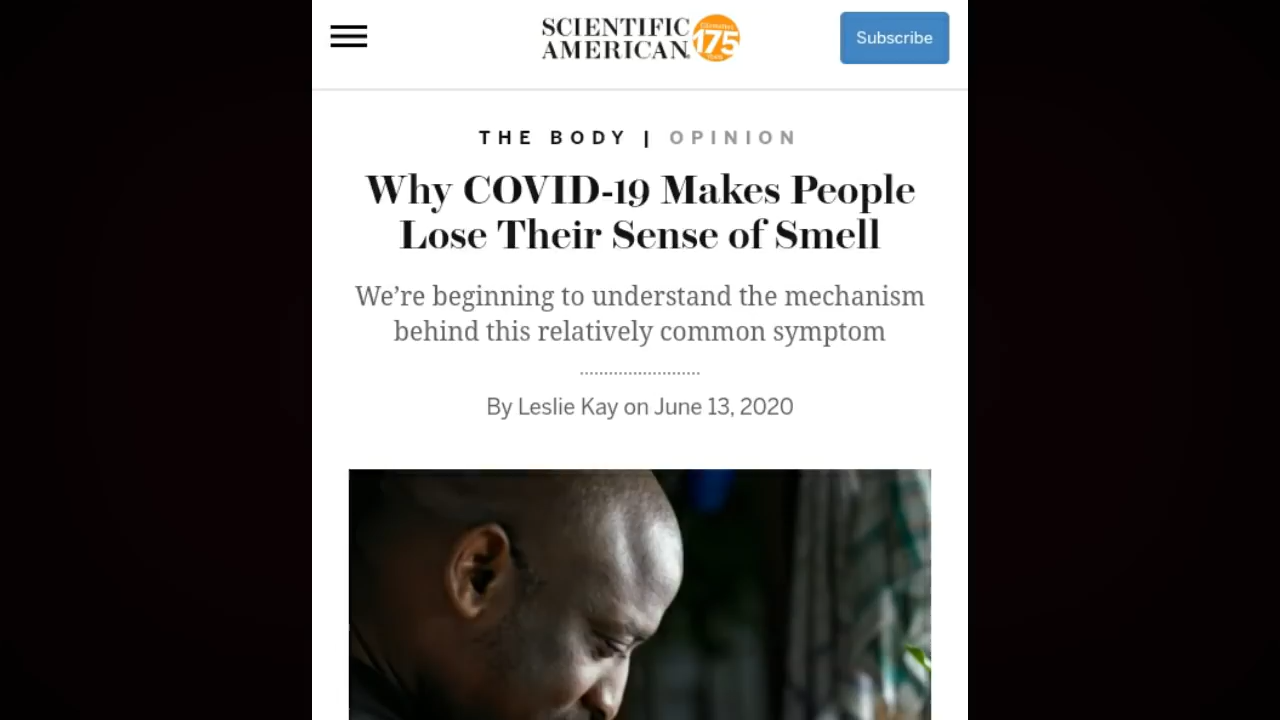 SCIENTIFIC
AMERICAN
175
Subscribe
THE BODY | OPINION
Why COVID-19 Makes People
Lose Their Sense of Smell
We’re beginning to understand the mechanism
behind this relatively common symptom
By Leslie Kay on June 13, 2020